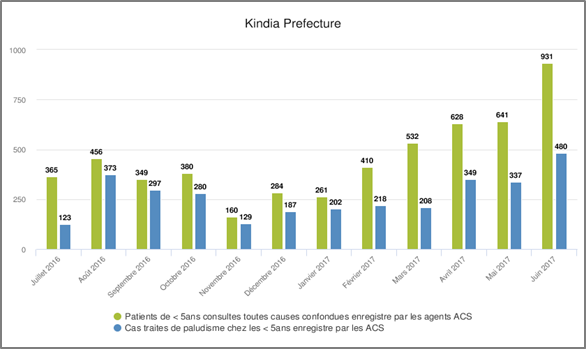 Kindia Prefecture
1000
750
500
250
0
365
123
456
373
349
297
380
280
160
129
284
187
261
202
410
218
532
208
628
349
641
337
931
480
Juillet 2016
Août 2016
Septembre 2016
Octobre 2016
Novembre 2016
Décembre 2016
Janvier 2017
Février 2017
Mars 2017
Avril 2017
Mai 2017
Juin 2017
Patients de < 5ans consultes toutes causes confondues enregistre par les agents ACS
Cas traites de paludisme chez les < 5ans enregistre par les ACS